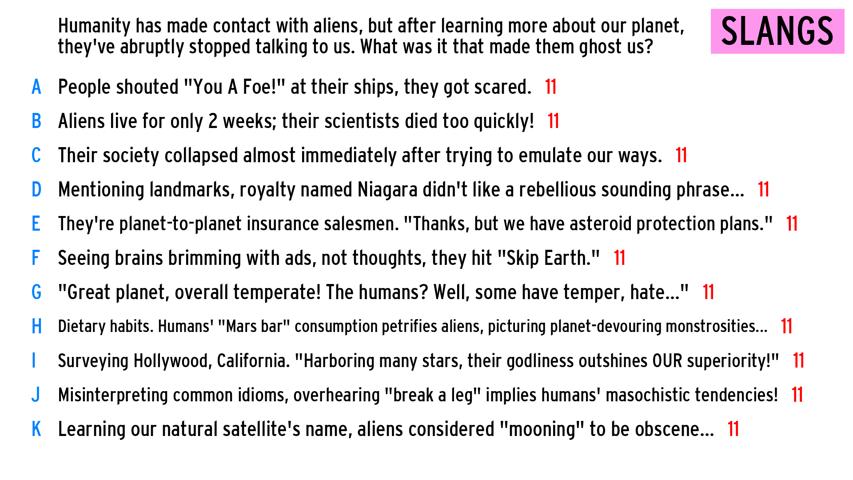 Humanity has made contact with aliens, but after learning more about our planet,
they've abruptly stopped talking to us. What was it that made them ghost us?
SLANGS
A People shouted "You A Foe!" at their ships, they got scared. 11
B Aliens live for only 2 weeks; their scientists died too quickly! 11
C Their society collapsed almost immediately after trying to emulate our ways. 11
D Mentioning landmarks, royalty named Niagara didn't like a rebellious sounding phrase... 11
E They're planet-to-planet insurance salesmen. "Thanks, but we have asteroid protection plans." 11
F Seeing brains brimming with ads, not thoughts, they hit "Skip Earth." 11
G "Great planet, overall temperate! The humans? Well, some have temper, hate..." 11
H Dietary habits. Humans' "Mars bar" consumption petrifies aliens, picturing planet-devouring monstrosities... 11
I Surveying Hollywood, California. "Harboring many stars, their godliness outshines OUR superiority!" 11
J Misinterpreting common idioms, overhearing "break a leg" implies humans' masochistic tendencies! 11
K Learning our natural satellite's name, aliens considered "mooning" to be obscene... 11